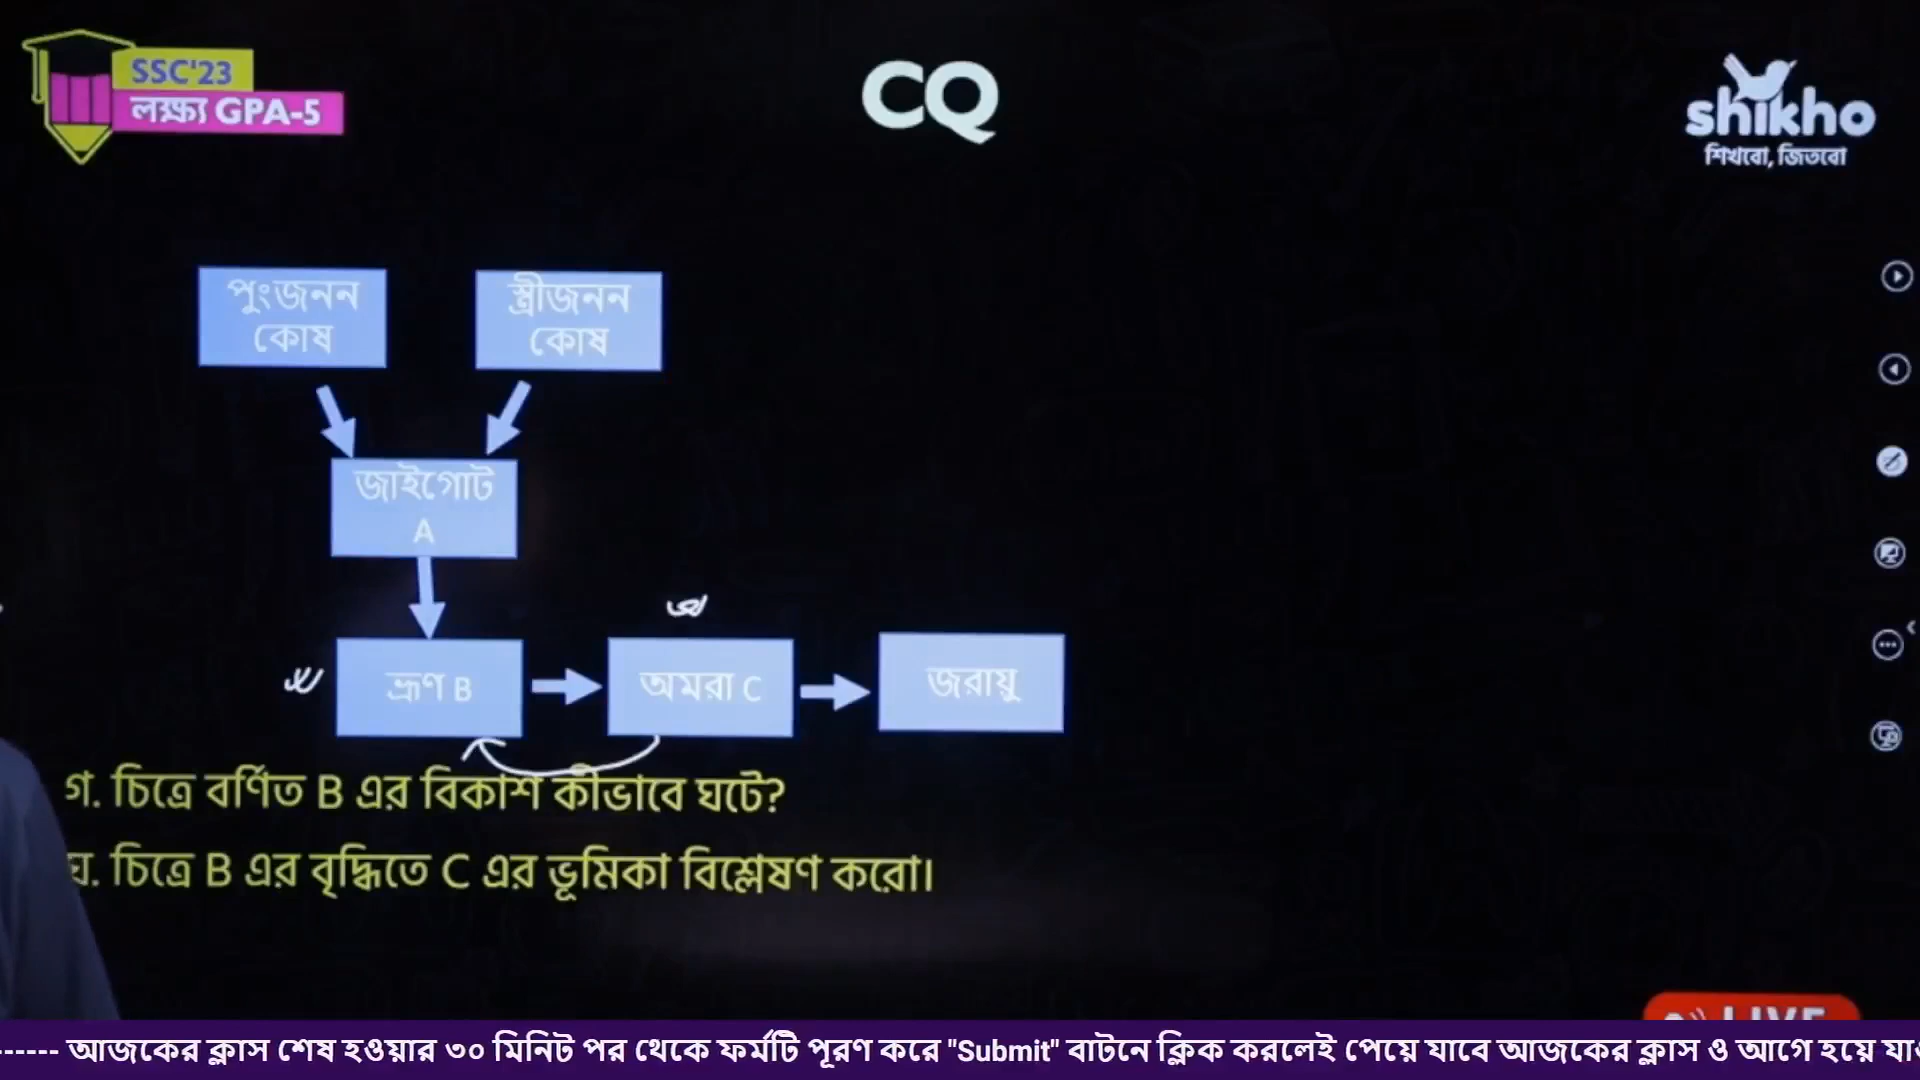 SSC'23
লক্ষ্য GPA-5
CQ
shikho
শিখবো, জিতবো
পুংজনন
কোষ
স্ত্রীজনন
কোষ
জাইগোট
A
ভ্রূণ B
অমরা C
জরায়ু
গ. চিত্রে বর্ণিত B এর বিকাশ কীভাবে ঘটে?
ঘ. চিত্রে B এর বৃদ্ধিতে C এর ভূমিকা বিশ্লেষণ করো।
LIVE
------ আজকের ক্লাস শেষ হওয়ার ৩০ মিনিট পর থেকে ফর্মটি পূরণ করে "Submit" বাটনে ক্লিক করলেই পেয়ে যাবে আজকের ক্লাস ও আগে হয়ে